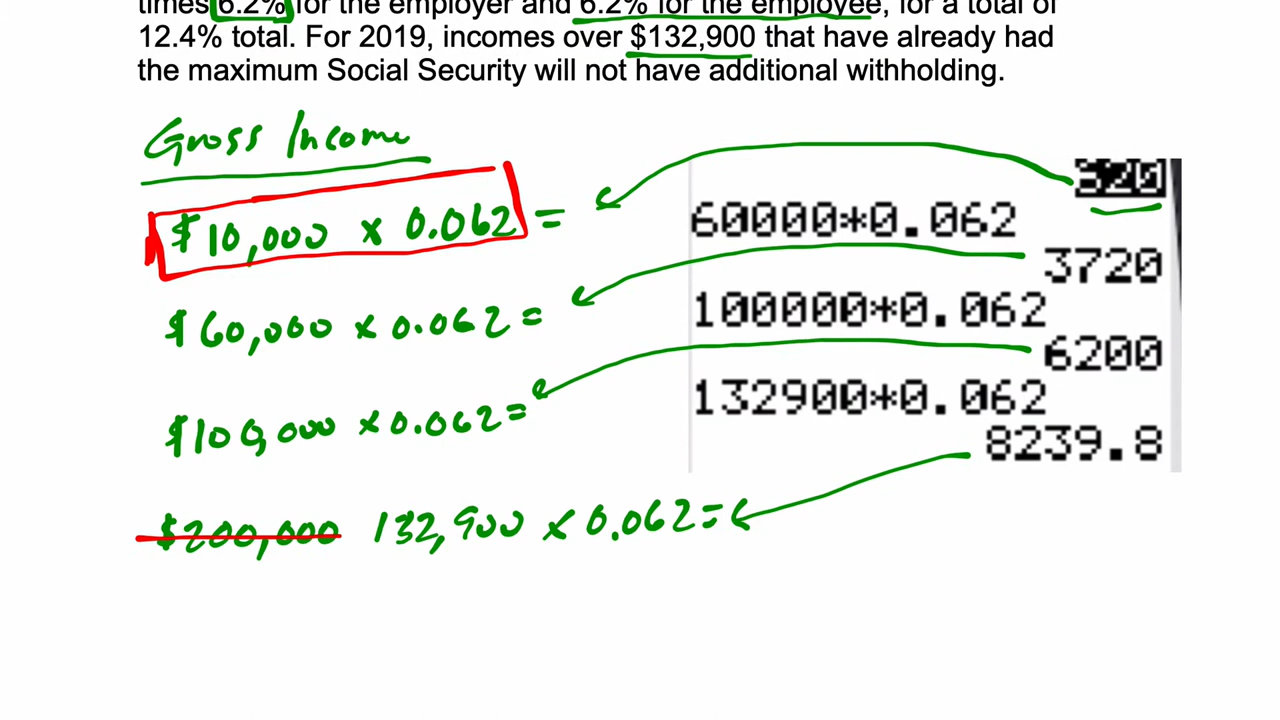 times 6.2% for the employer and 6.2% for the employee, for a total of
12.4% total. For 2019, incomes over $132,900 that have already had
the maximum Social Security will not have additional withholding.
Gross Income
$10,000 x 0.062 =
$60,000 x 0.062 =
$100,000 x 0.062 =
$200,000 132,900 x 0.062 =
60000*0.062
3720
100000*0.062
6200
132900*0.062
8239.8